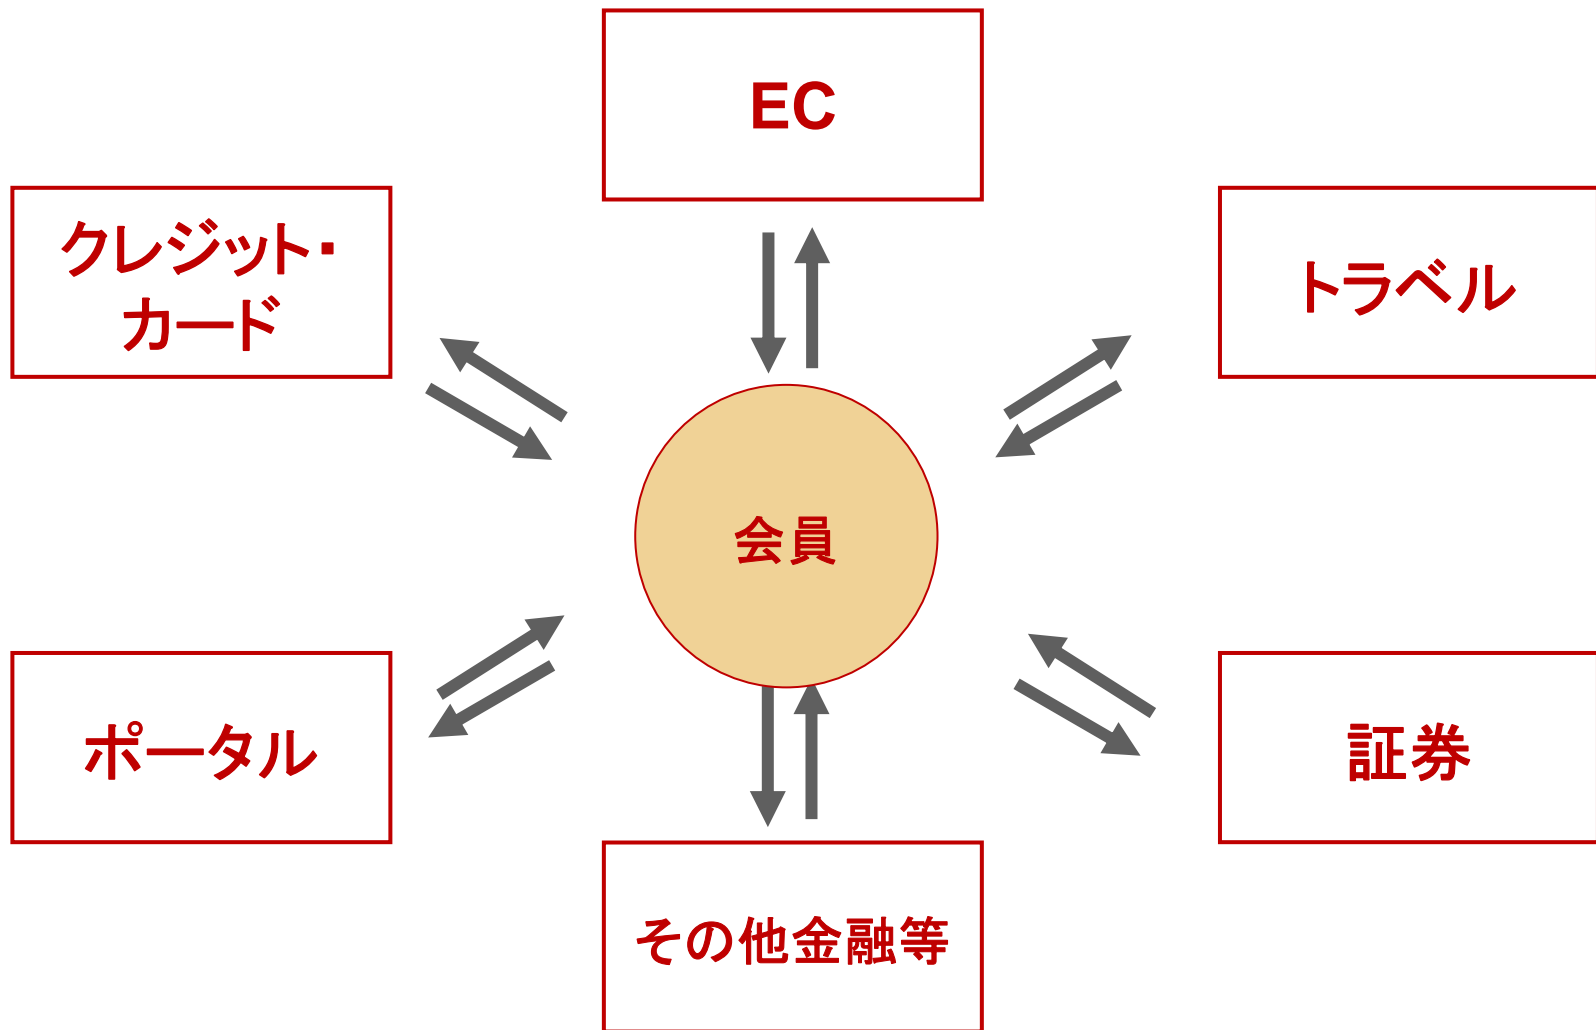 EC
クレジット・
カード
トラベル
会員
ポータル
証券
その他金融等